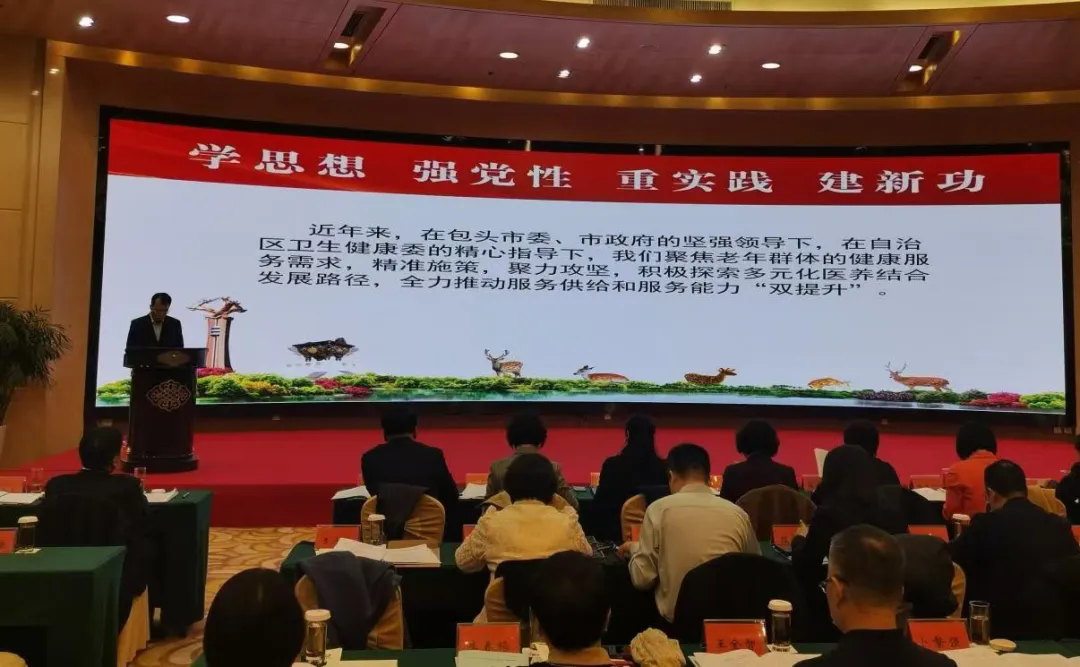 学思想 强党性 重实践 建新功
近年来，在包头市委、市政府的坚强领导下，在自治
区卫生健康委的精心指导下，我们聚焦老年群体的健康服
务需求，精准施策，聚力攻坚，积极探索多元化医养结合
发展路径，全力推动服务供给和服务能力“双提升”。